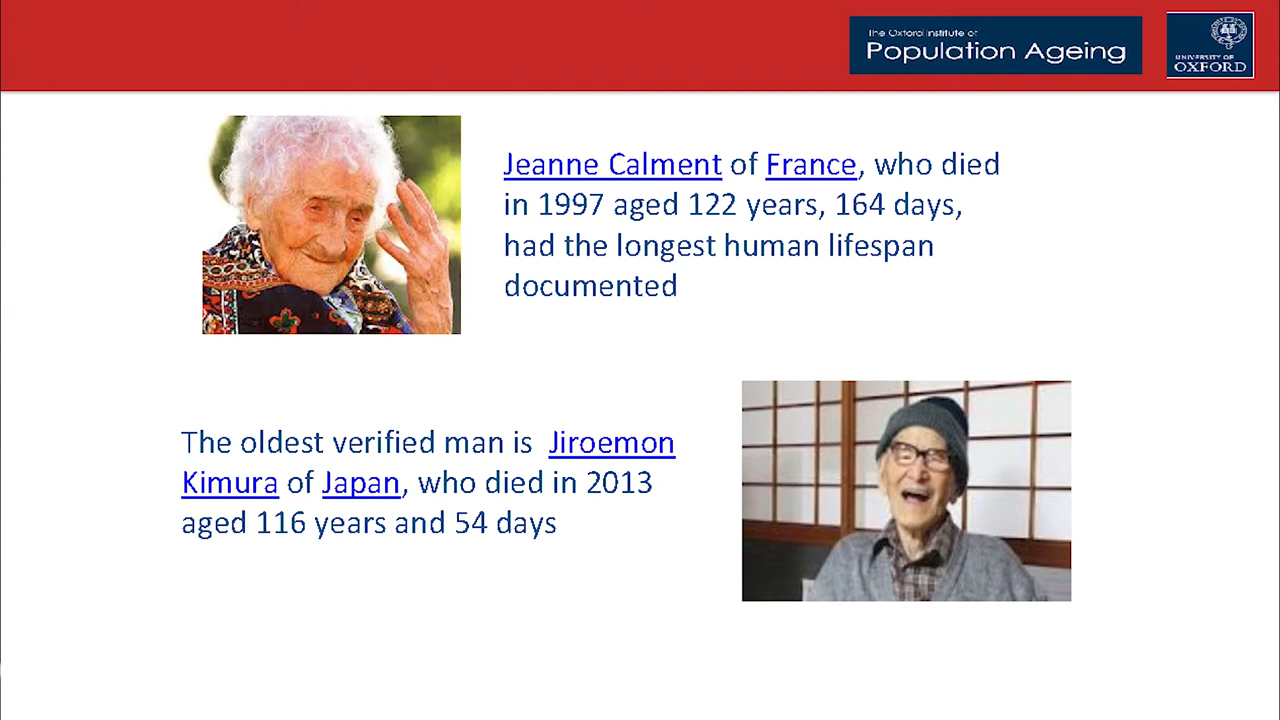 The Oxford Institute of
Population Ageing
UNIVERSITY OF
OXFORD
Jeanne Calment of France, who died
in 1997 aged 122 years, 164 days,
had the longest human lifespan
documented
The oldest verified man is  Jiroemon
Kimura of Japan, who died in 2013
aged 116 years and 54 days